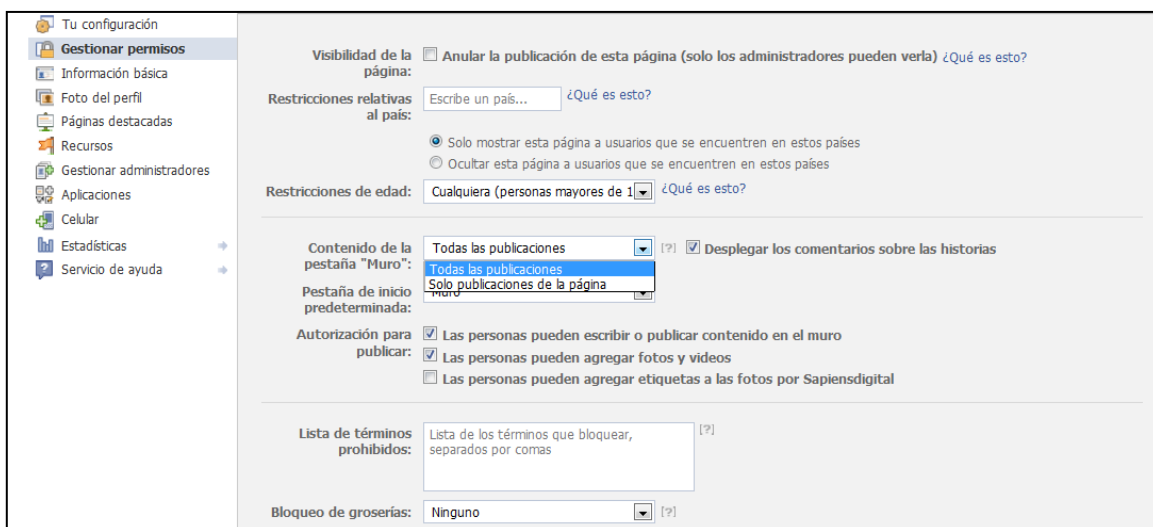 Tu configuración
Gestionar permisos
Información básica
Foto del perfil
Páginas destacadas
Recursos
Gestionar administradores
Aplicaciones
Celular
Estadísticas
Servicio de ayuda
Visibilidad de la página:
Anular la publicación de esta página (solo los administradores pueden verla) ¿Qué es esto?
Restricciones relativas al país:
Escribe un país... ¿Qué es esto?
Solo mostrar esta página a usuarios que se encuentren en estos países
Ocultar esta página a usuarios que se encuentren en estos países
Restricciones de edad: Cualquiera (personas mayores de 1 ¿Qué es esto?
Contenido de la pestaña "Muro":
Todas las publicaciones [?] Desplegar los comentarios sobre las historias
Todas las publicaciones
Solo publicaciones de la página
Pestaña de inicio predeterminada:
Muro
Autorización para publicar:
Las personas pueden escribir o publicar contenido en el muro
Las personas pueden agregar fotos y videos
Las personas pueden agregar etiquetas a las fotos por Sapiensdigital
Lista de términos prohibidos:
Lista de los términos que bloquear,
separados por comas
[?]
Bloqueo de groserías: Ninguno [?]